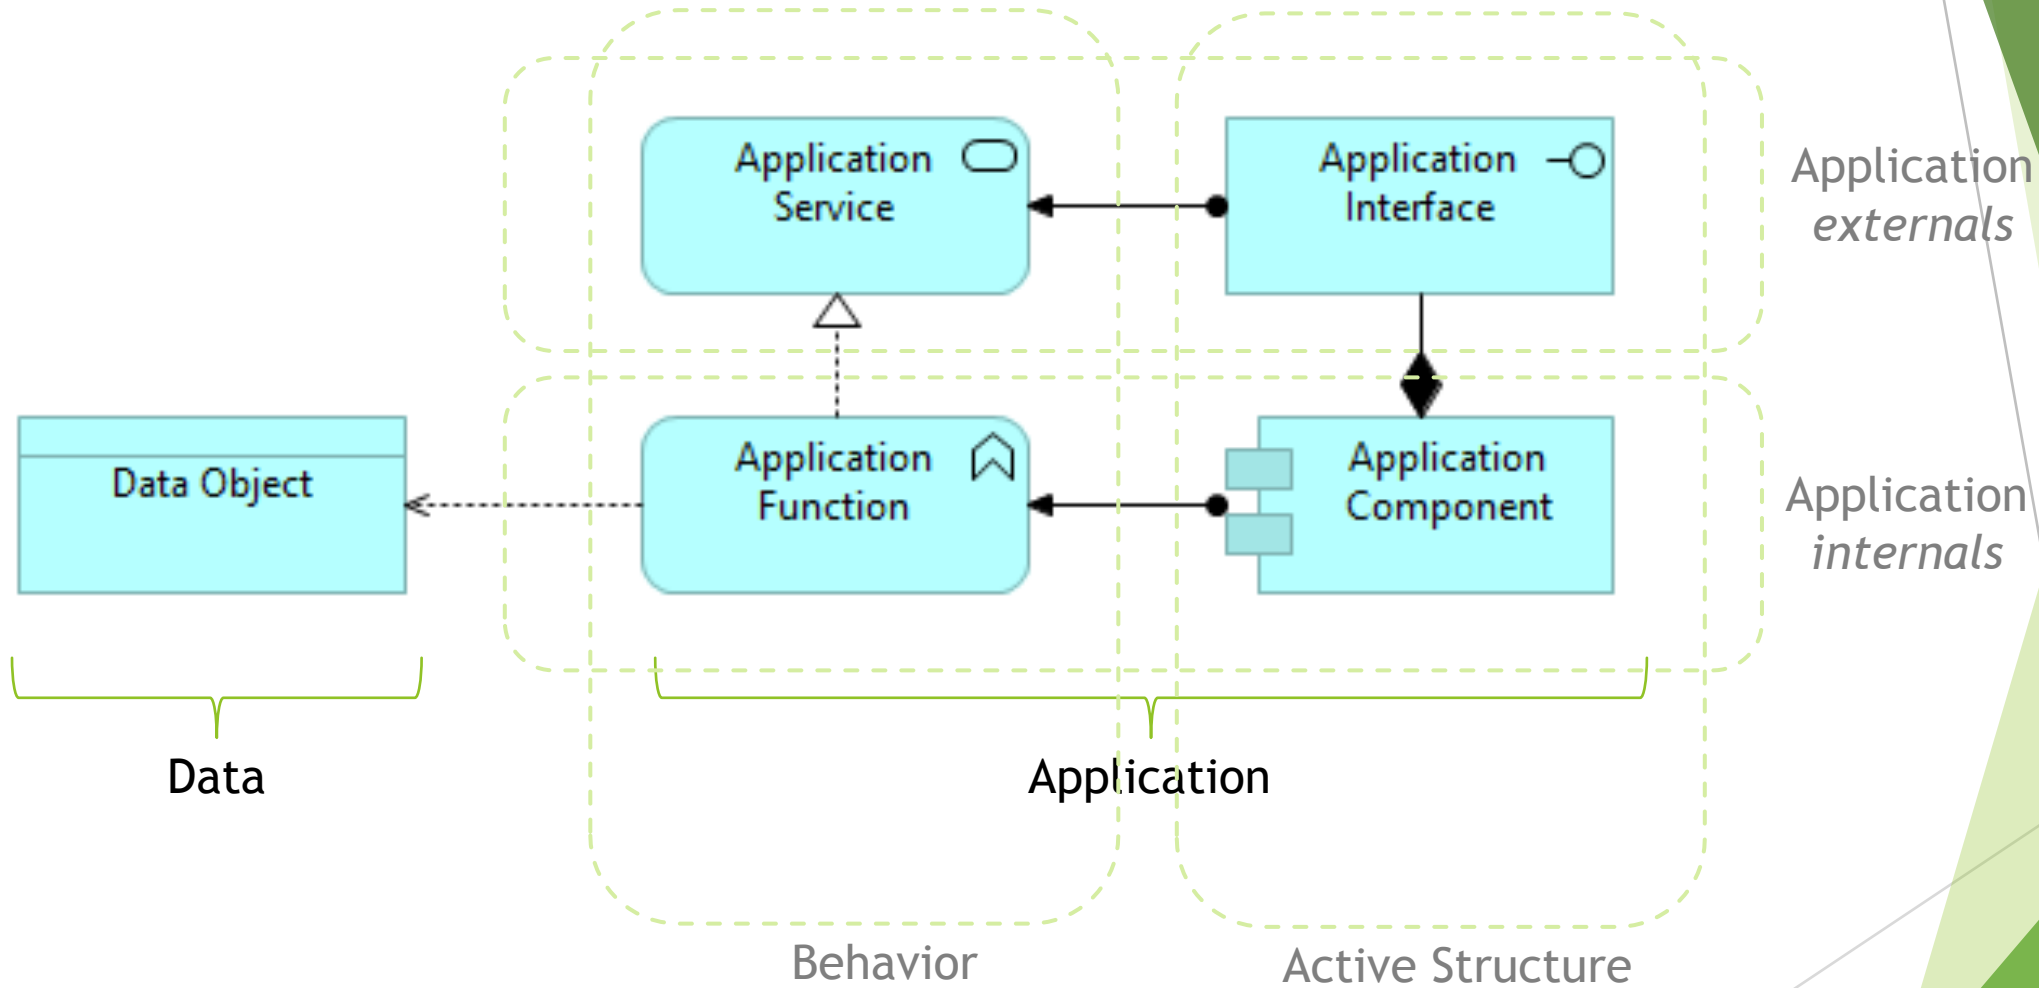 Application
Service
Application
Interface
Application
externals
Data Object
Application
Function
Application
Component
Application
internals
Data
Application
Behavior
Active Structure